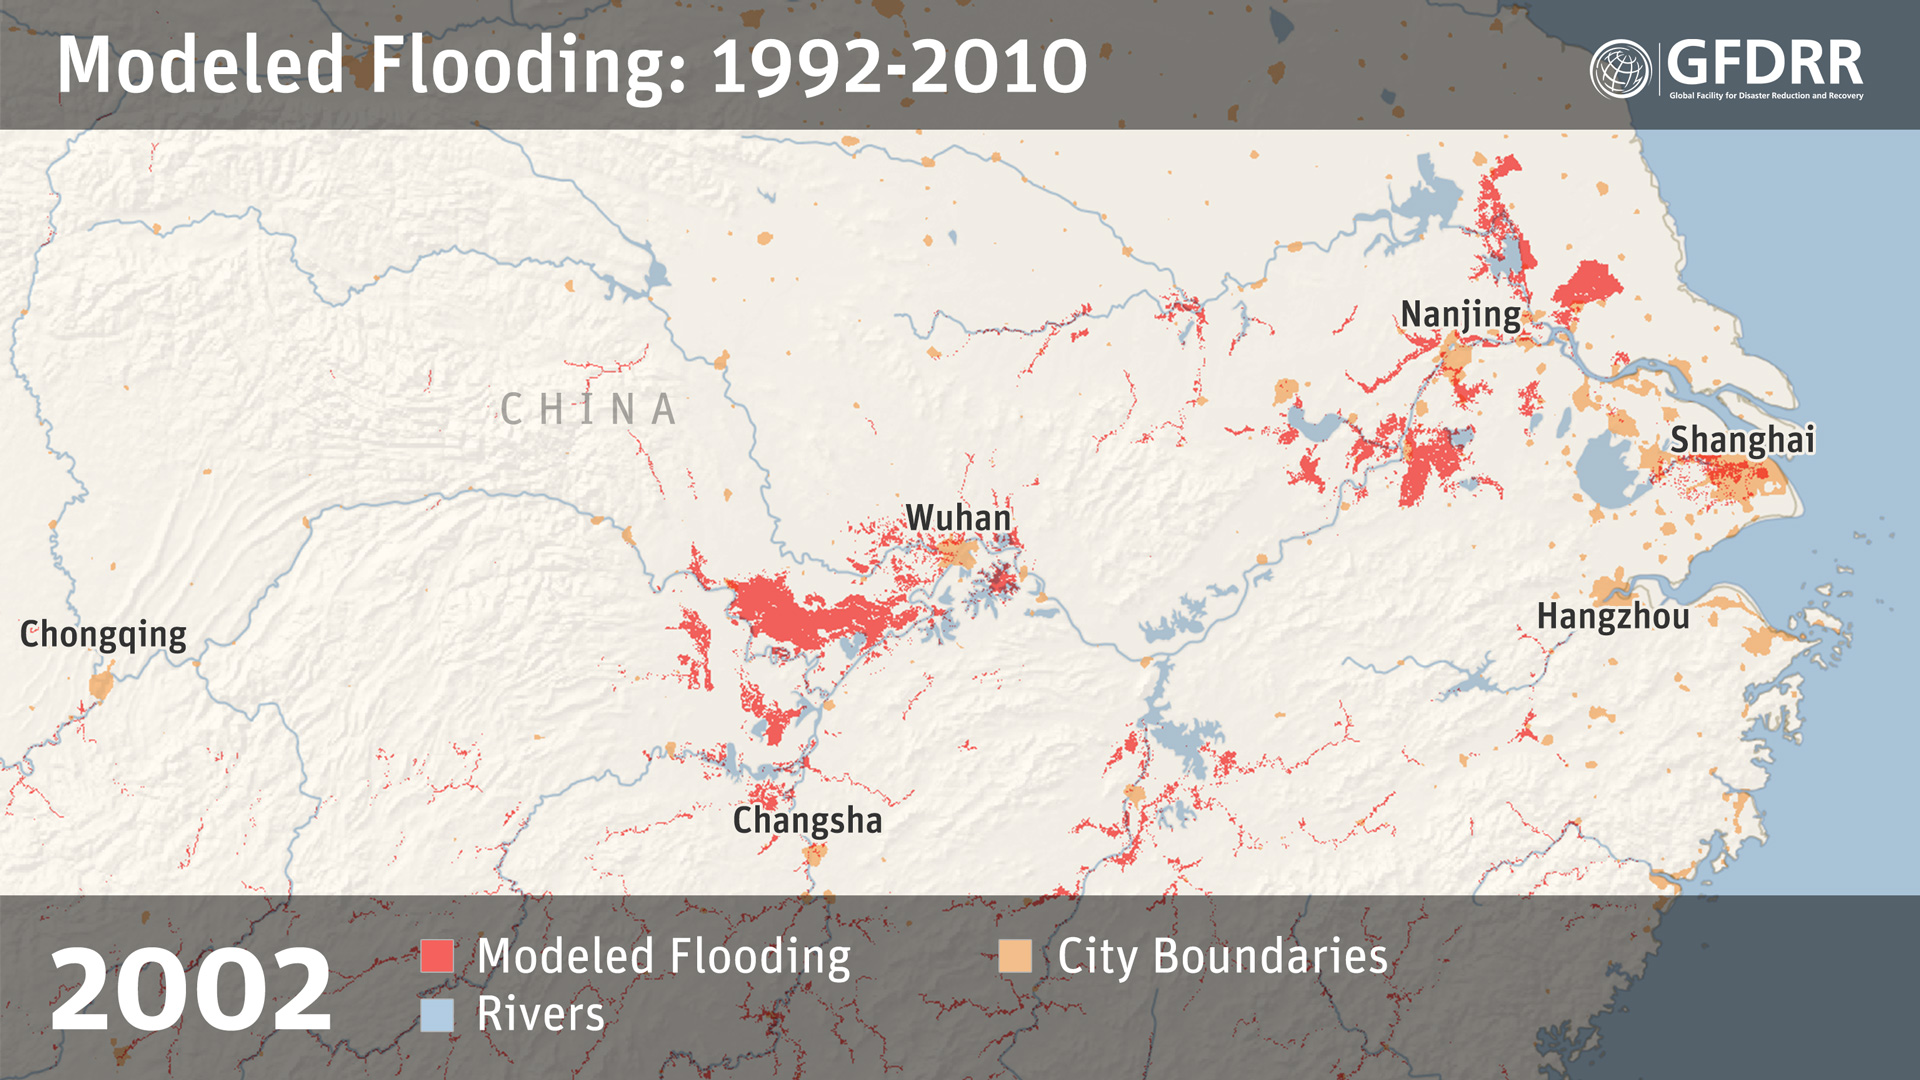 Modeled Flooding: 1992-2010
GFDRR
Global Facility for Disaster Reduction and Recovery
Nanjing
CHINA
Shanghai
Wuhan
Hangzhou
Chongqing
Changsha
2002
Modeled Flooding
City Boundaries
Rivers